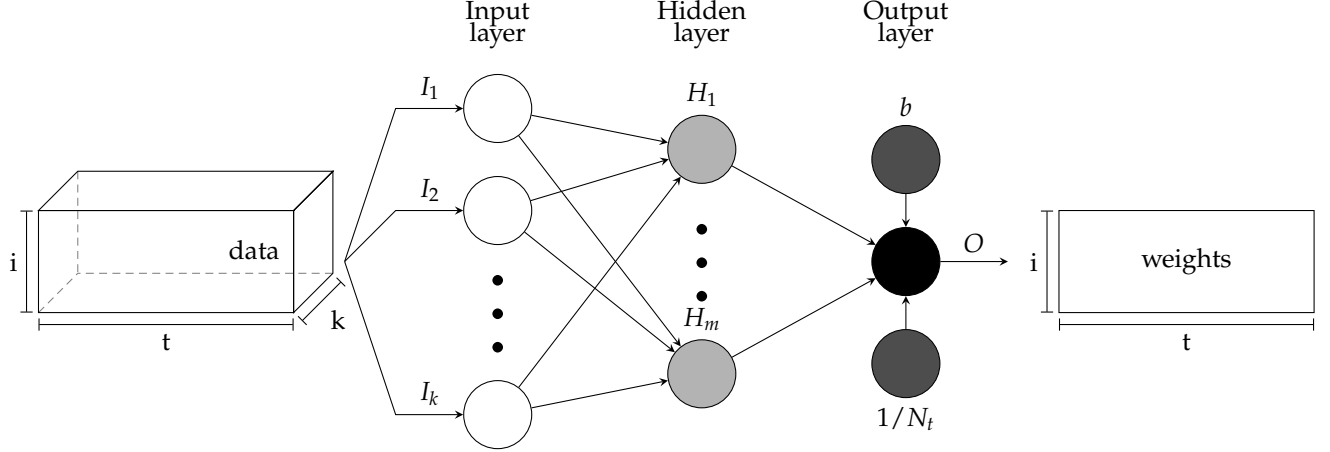 Input
layer
Hidden
layer
Output
layer
I₁
H₁
b
I₂
data
i
k
t
O
i
weights
t
Hₘ
Iₖ
1/Nₜ